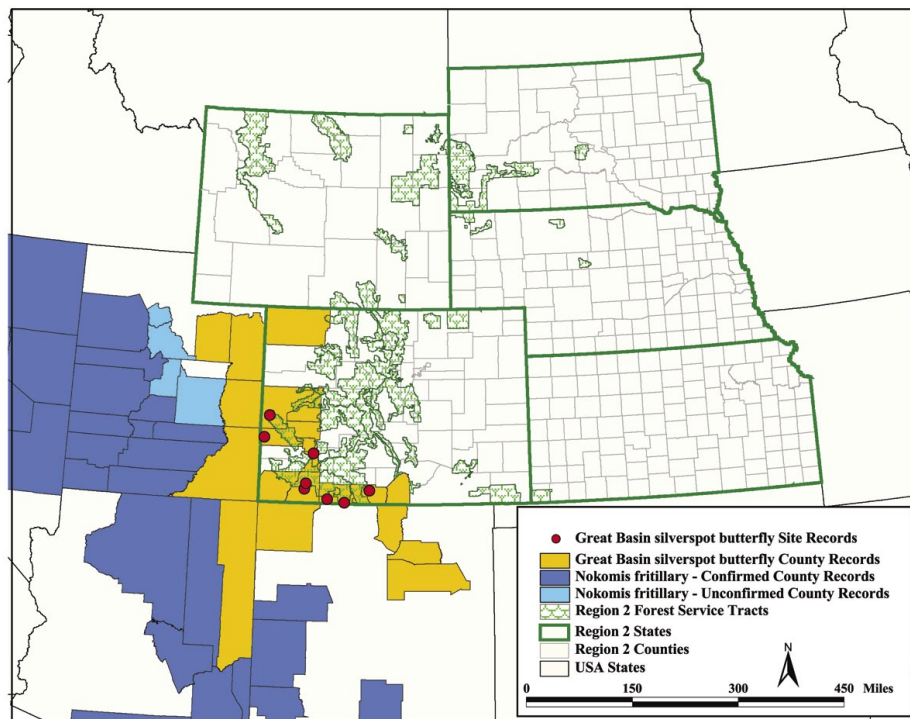 Great Basin silverspot butterfly Site Records
Great Basin silverspot butterfly County Records
Nokomis fritillary - Confirmed County Records
Nokomis fritillary - Unconfirmed County Records
Region 2 Forest Service Tracts
Region 2 States
Region 2 Counties
USA States
N
0 150 300 450 Miles